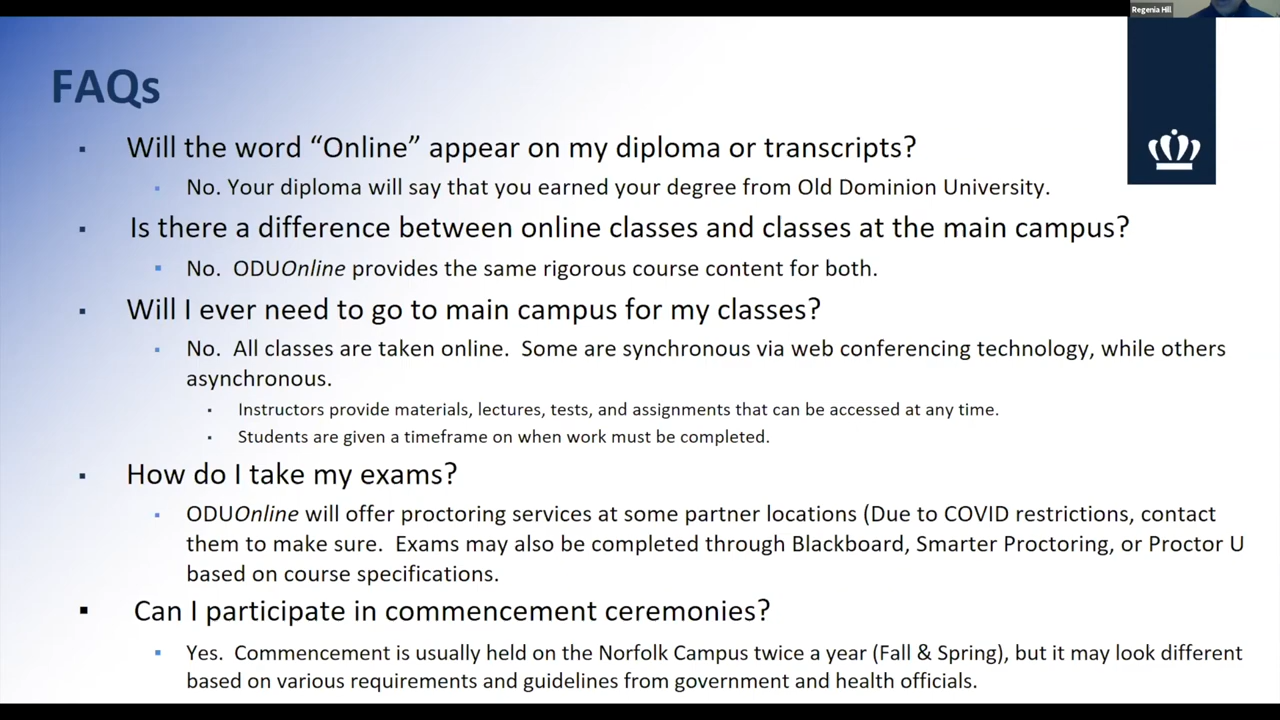 Regenia Hill
FAQs
▪ Will the word “Online” appear on my diploma or transcripts?
▪ No. Your diploma will say that you earned your degree from Old Dominion University.
▪ Is there a difference between online classes and classes at the main campus?
▪ No. ODUOnline provides the same rigorous course content for both.
▪ Will I ever need to go to main campus for my classes?
▪ No. All classes are taken online. Some are synchronous via web conferencing technology, while others
asynchronous.
▪ Instructors provide materials, lectures, tests, and assignments that can be accessed at any time.
▪ Students are given a timeframe on when work must be completed.
▪ How do I take my exams?
▪ ODUOnline will offer proctoring services at some partner locations (Due to COVID restrictions, contact
them to make sure. Exams may also be completed through Blackboard, Smarter Proctoring, or Proctor U
based on course specifications.
▪ Can I participate in commencement ceremonies?
▪ Yes. Commencement is usually held on the Norfolk Campus twice a year (Fall & Spring), but it may look different
based on various requirements and guidelines from government and health officials.